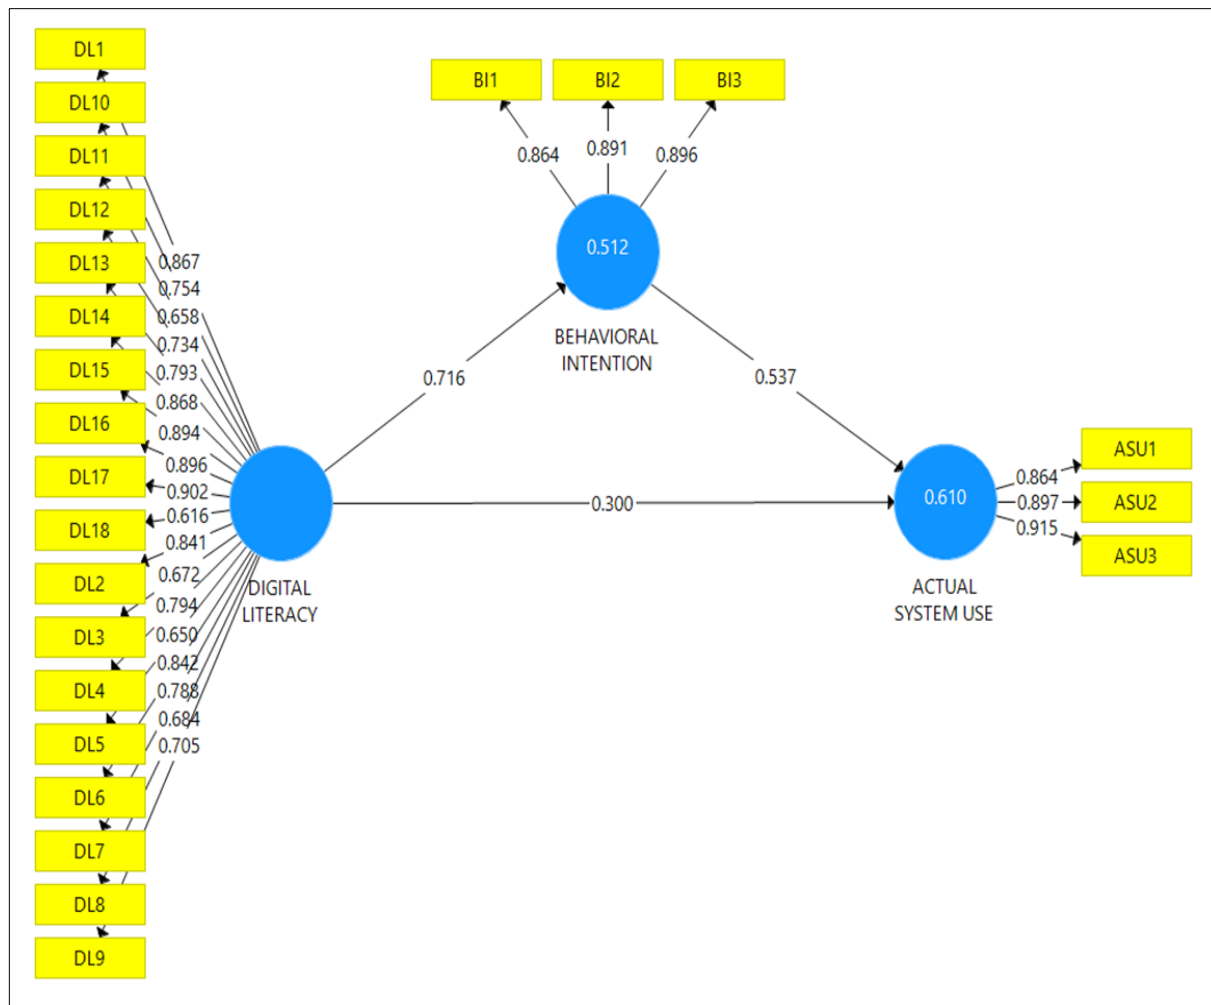 DL1
DL10
DL11
DL12
DL13
DL14
DL15
DL16
DL17
DL18
DL2
DL3
DL4
DL5
DL6
DL7
DL8
DL9
0.867
0.754
0.658
0.734
0.793
0.868
0.894
0.896
0.902
0.616
0.841
0.672
0.794
0.650
0.842
0.788
0.684
0.705
DIGITAL
LITERACY
BI1
BI2
BI3
0.864
0.891
0.896
0.512
BEHAVIORAL
INTENTION
0.716
0.537
0.300
0.610
ACTUAL
SYSTEM USE
0.864
0.897
0.915
ASU1
ASU2
ASU3